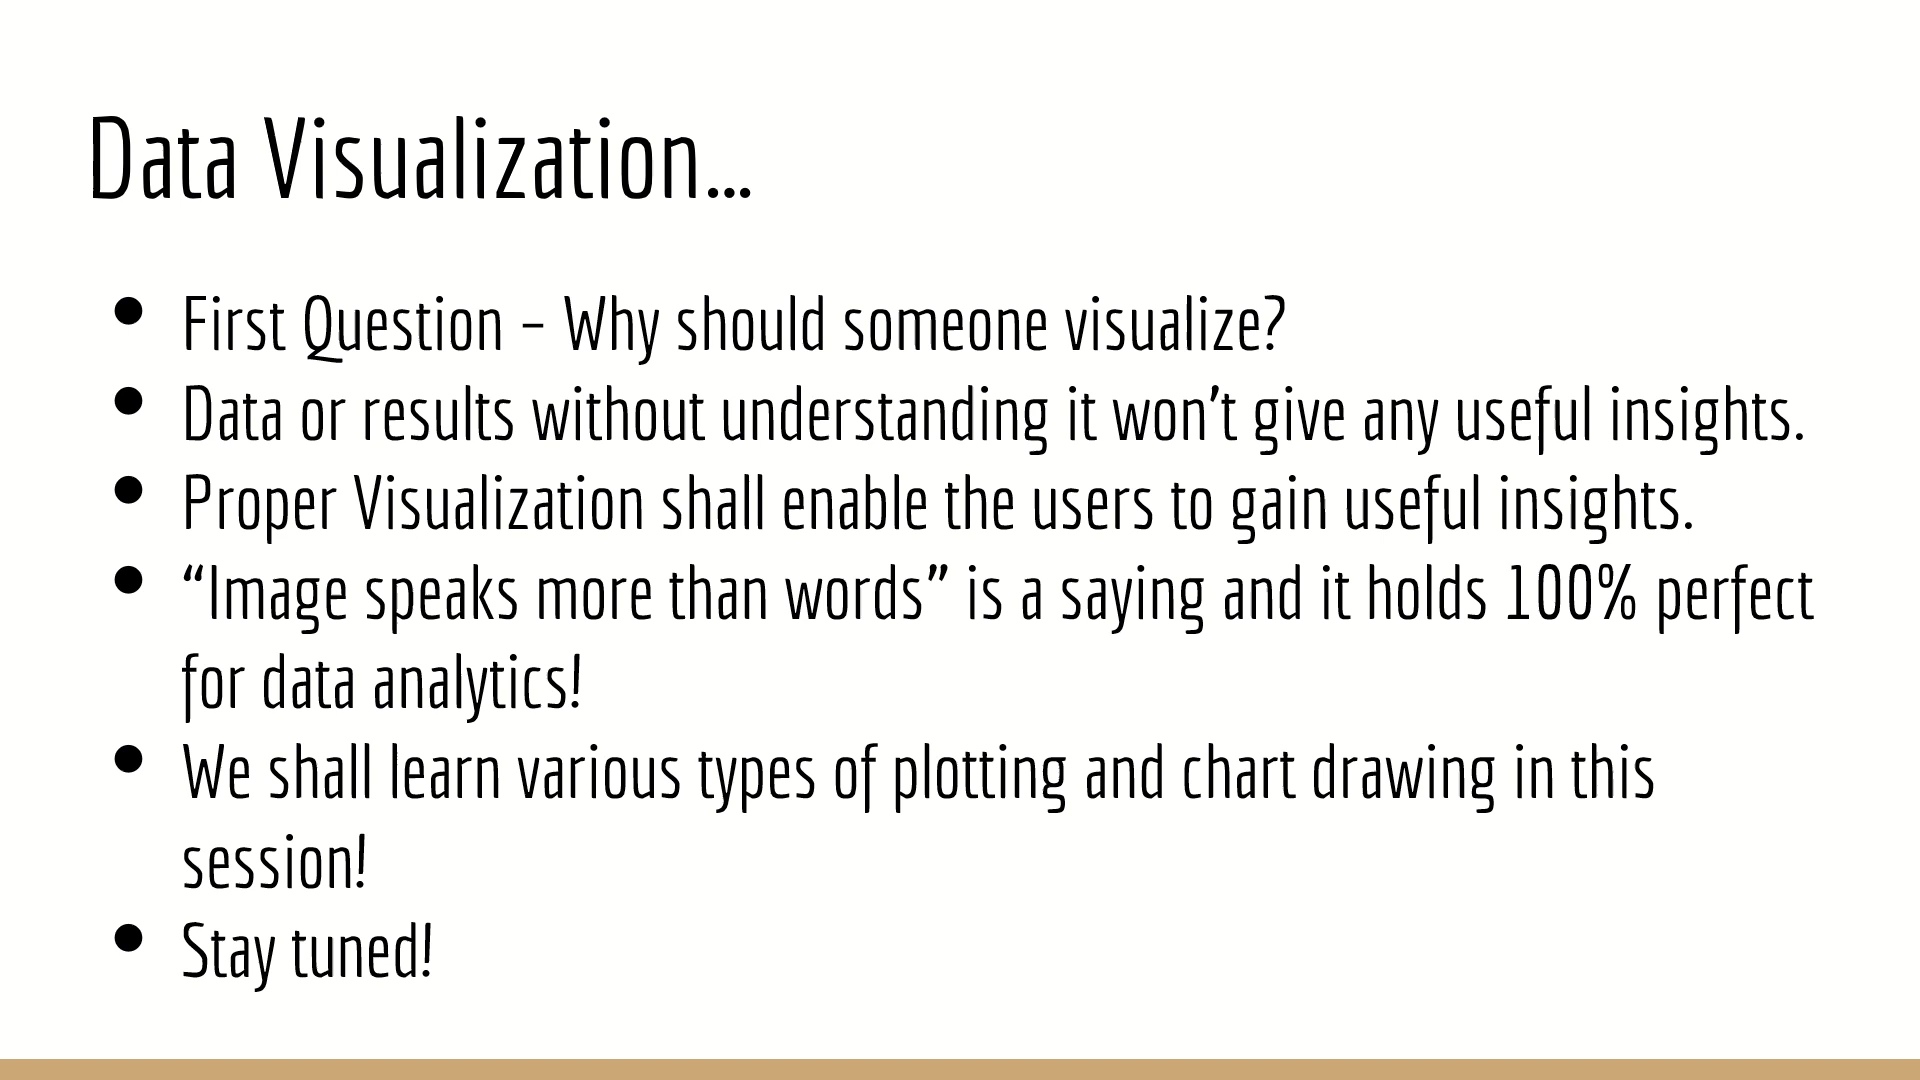 Data Visualization…
• First Question – Why should someone visualize?
• Data or results without understanding it won’t give any useful insights.
• Proper Visualization shall enable the users to gain useful insights.
• “Image speaks more than words” is a saying and it holds 100% perfect
for data analytics!
• We shall learn various types of plotting and chart drawing in this
session!
• Stay tuned!